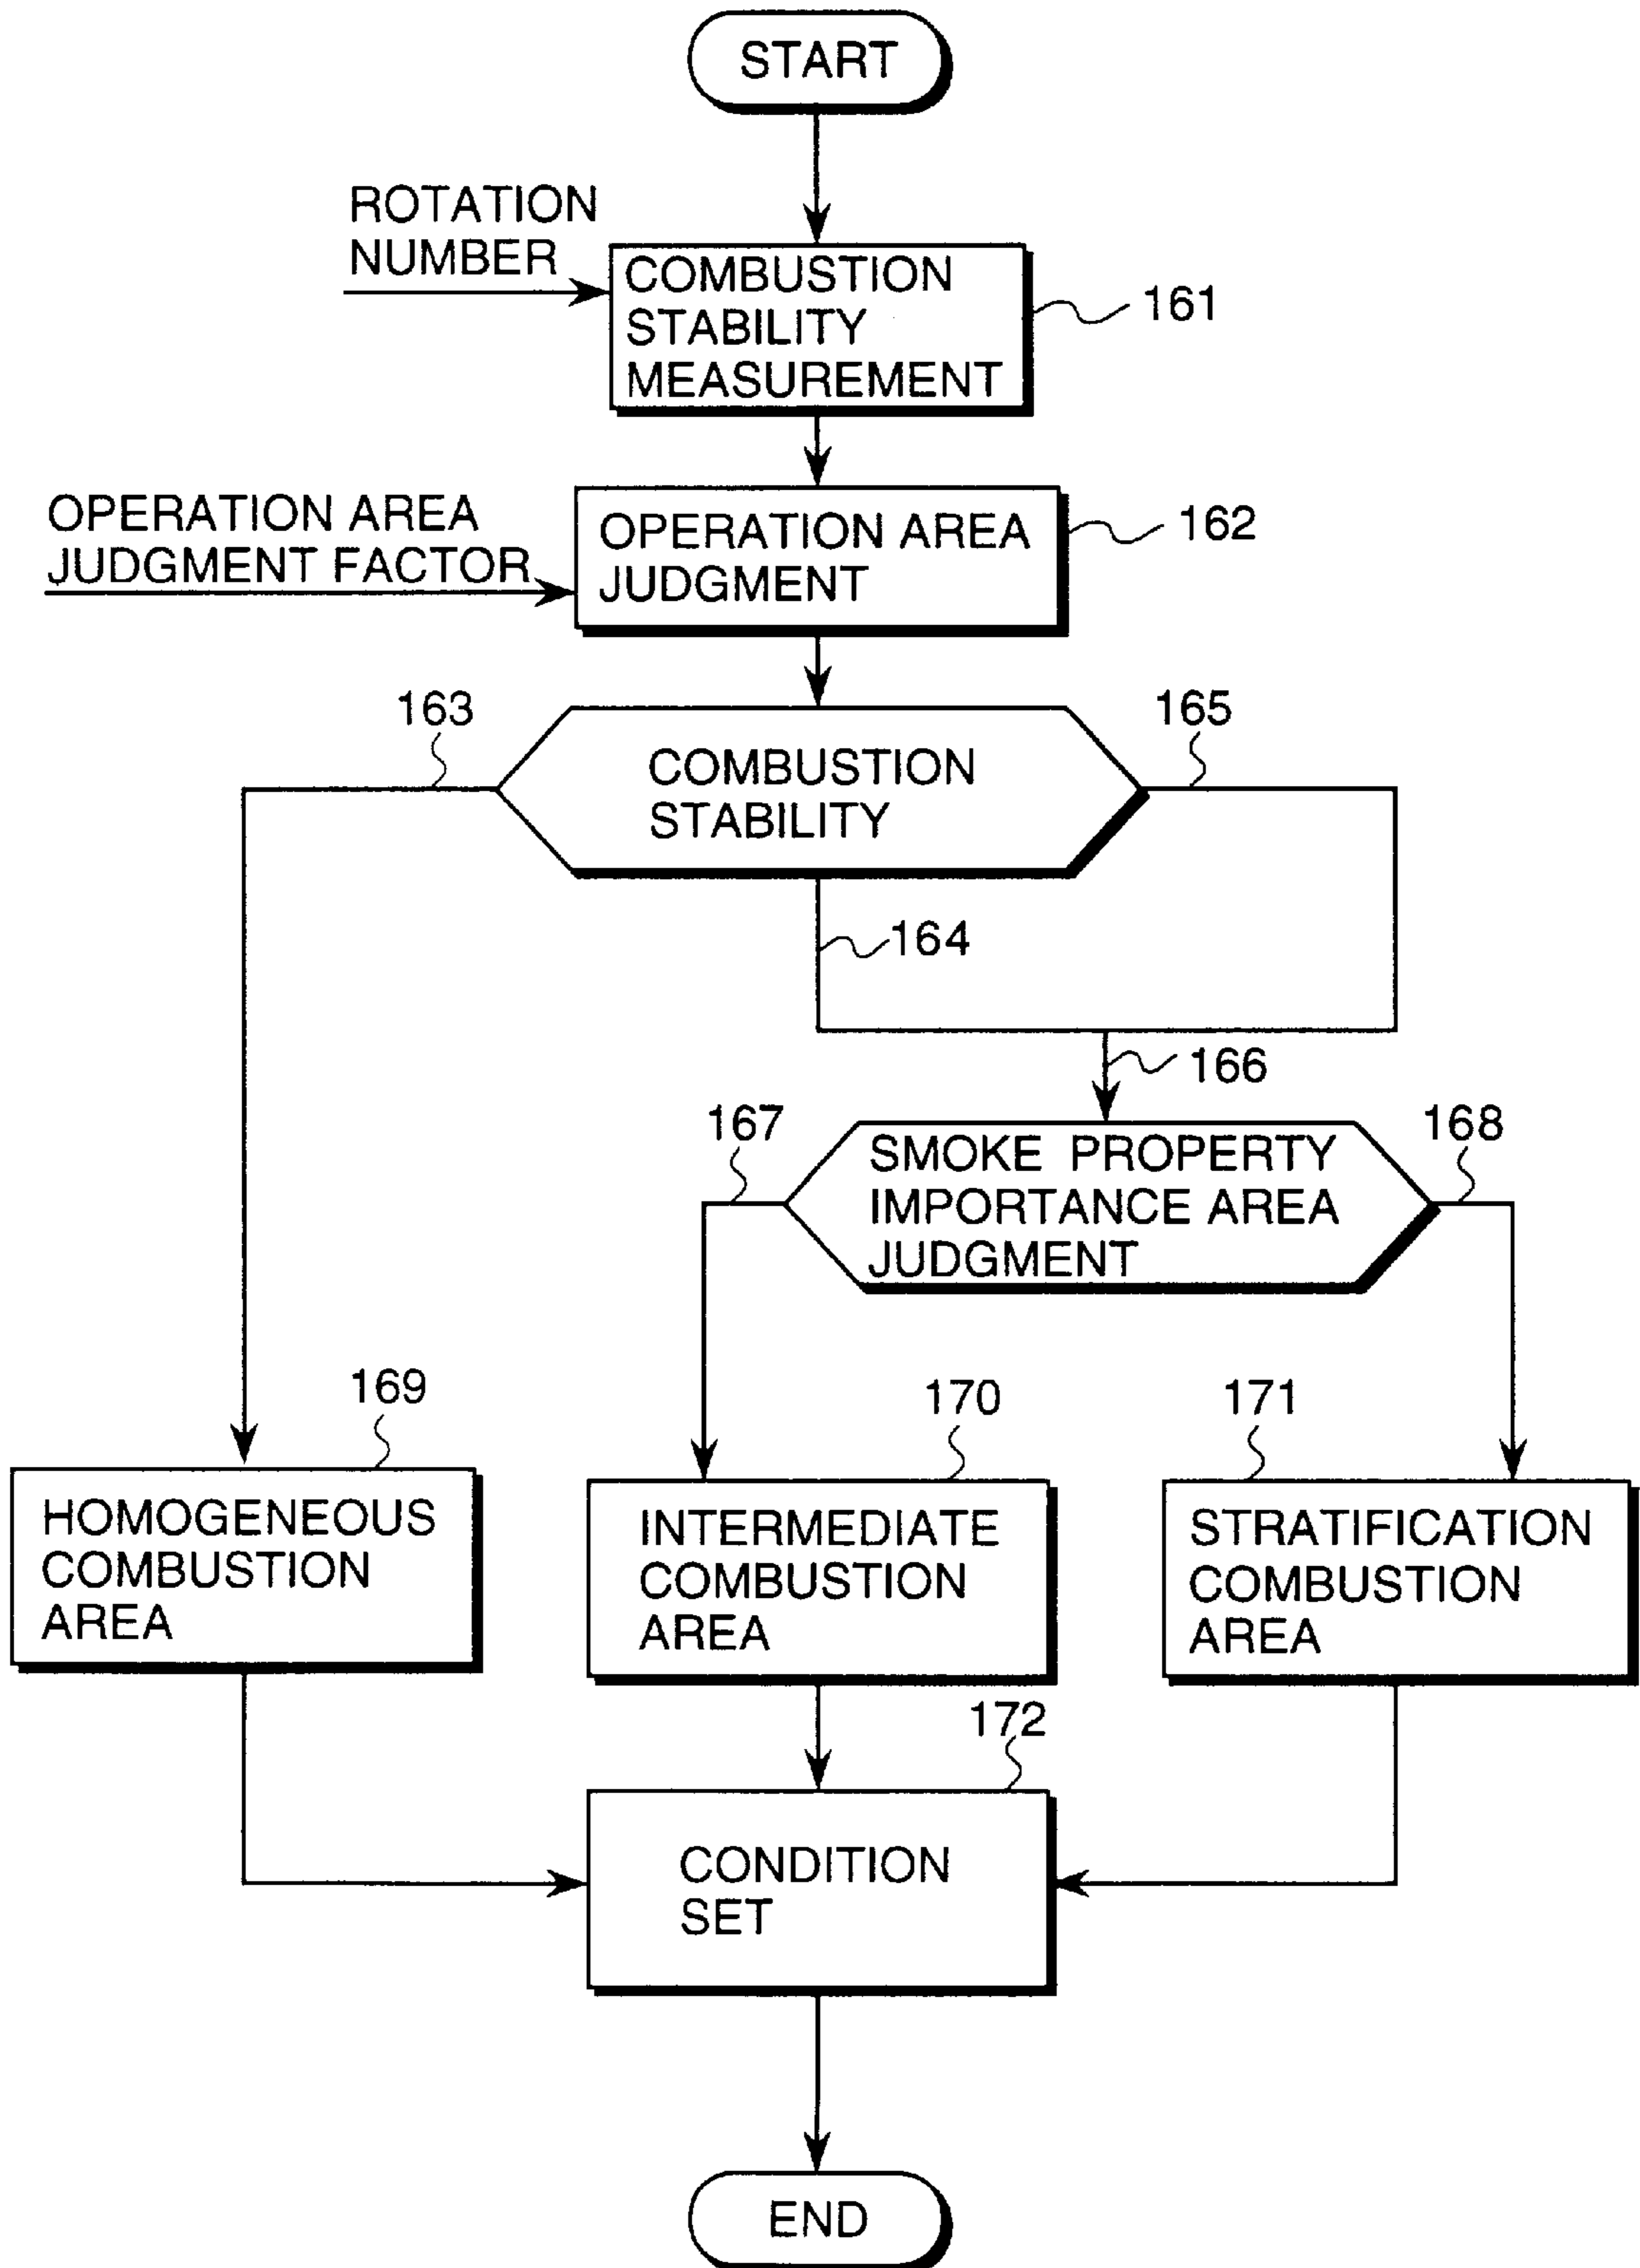 START
ROTATION
NUMBER
COMBUSTION
STABILITY
MEASUREMENT
161
OPERATION AREA
JUDGMENT FACTOR
OPERATION AREA
JUDGMENT
162
163
165
COMBUSTION
STABILITY
164
166
167
168
SMOKE PROPERTY
IMPORTANCE AREA
JUDGMENT
169
170
171
HOMOGENEOUS
COMBUSTION
AREA
INTERMEDIATE
COMBUSTION
AREA
STRATIFICATION
COMBUSTION
AREA
172
CONDITION
SET
END